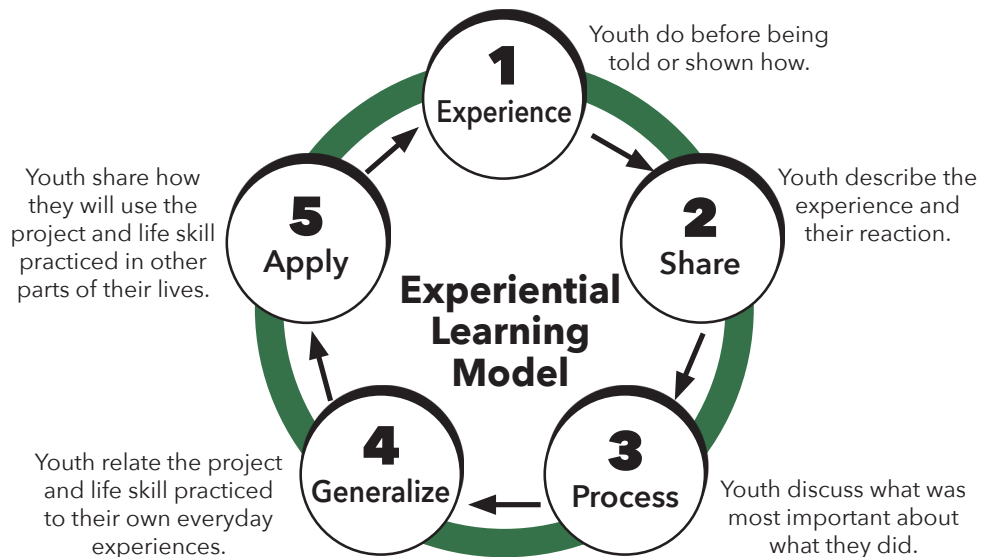 1
Experience
Youth do before being
told or shown how.
2
Share
Youth describe the
experience and
their reaction.
3
Process
Youth discuss what was
most important about
what they did.
4
Generalize
Youth relate the project
and life skill practiced
to their own everyday
experiences.
5
Apply
Youth share how
they will use the
project and life skill
practiced in other
parts of their lives.
Experiential
Learning
Model